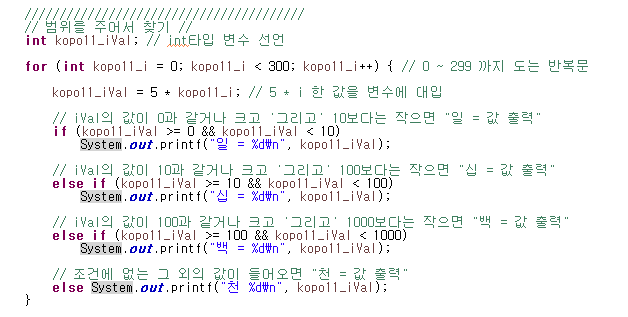 ////////////////////////////////////////
// 범위를 주어서 찾기 //
int kopo11_iVal; // int타입 변수 선언
for (int kopo11_i = 0; kopo11_i < 300; kopo11_i++) { // 0 ~ 299 까지 도는 반복문
kopo11_iVal = 5 * kopo11_i; // 5 * i 한 값을 변수에 대입
// iVal의 값이 0과 같거나 크고 '그리고' 10보다는 작으면 "일 = 값 출력"
if (kopo11_iVal >= 0 && kopo11_iVal < 10)
System.out.printf("일 = %d₩n", kopo11_iVal);
// iVal의 값이 10과 같거나 크고 '그리고' 100보다는 작으면 "십 = 값 출력"
else if (kopo11_iVal >= 10 && kopo11_iVal < 100)
System.out.printf("십 = %d₩n", kopo11_iVal);
// iVal의 값이 100과 같거나 크고 '그리고' 1000보다는 작으면 "백 = 값 출력"
else if (kopo11_iVal >= 100 && kopo11_iVal < 1000)
System.out.printf("백 = %d₩n", kopo11_iVal);
// 조건에 없는 그 외의 값이 들어오면 "천 = 값 출력"
else System.out.printf("천 %d₩n", kopo11_iVal);
}